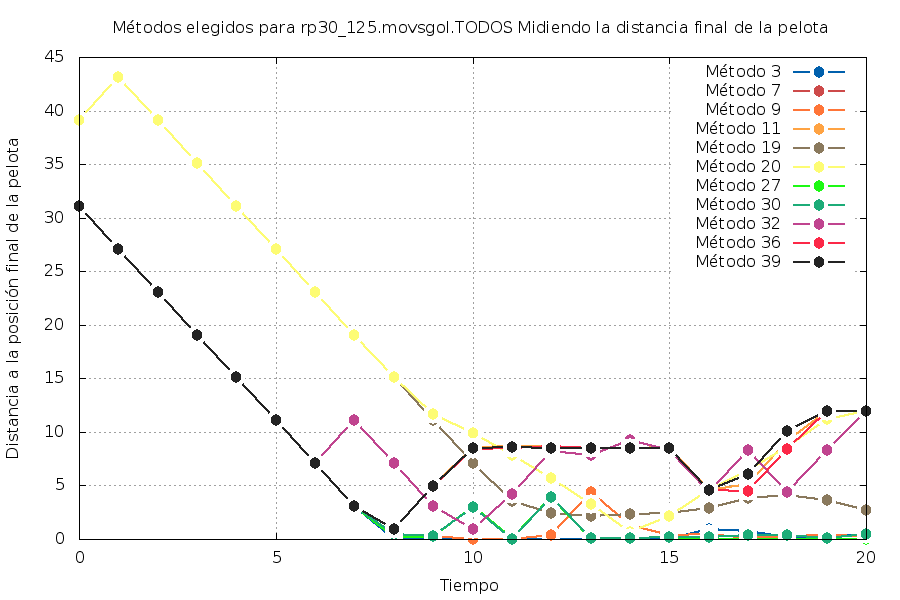 Métodos elegidos para rp30_125.movsgol.TODOS Midiendo la distancia final de la pelota
Distancia a la posición final de la pelota
45
40
35
30
25
20
15
10
5
0
Método 3
Método 7
Método 9
Método 11
Método 19
Método 20
Método 27
Método 30
Método 32
Método 36
Método 39
0 5 10 15 20
Tiempo